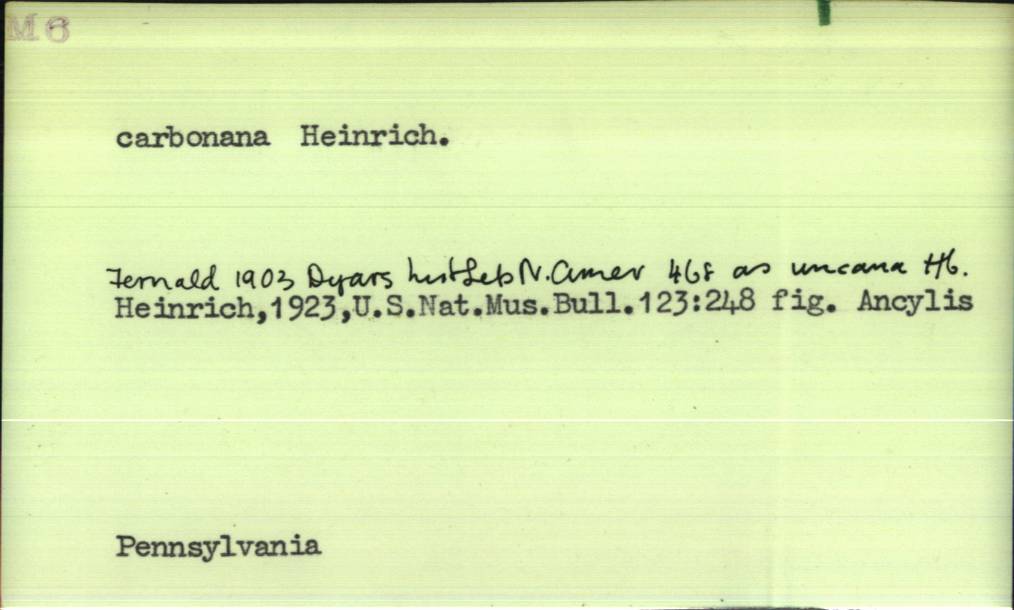 M6
carbonana Heinrich.
Fernald 1903 Dyars List Leps N. Amer 468 as uncana Hb.
Heinrich,1923,U.S.Nat.Mus.Bull.123:248 fig. Ancylis
Pennsylvania